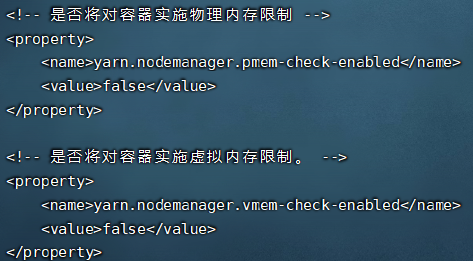 <!-- 是否将对容器实施物理内存限制 -->
<property>
    <name>yarn.nodemanager.pmem-check-enabled</name>
    <value>false</value>
</property>

<!-- 是否将对容器实施虚拟内存限制。 -->
<property>
    <name>yarn.nodemanager.vmem-check-enabled</name>
    <value>false</value>
</property>